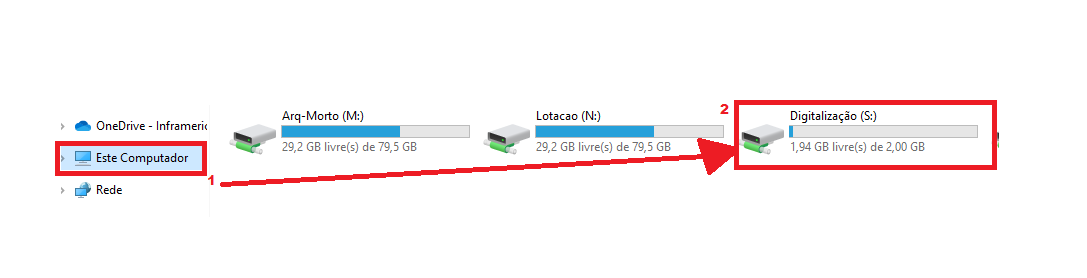 OneDrive - Inframeric
Este Computador
Rede
1
Arq-Morto (M:)
29,2 GB livre(s) de 79,5 GB
Lotacao (N:)
29,2 GB livre(s) de 79,5 GB
2
Digitalização (S:)
1,94 GB livre(s) de 2,00 GB